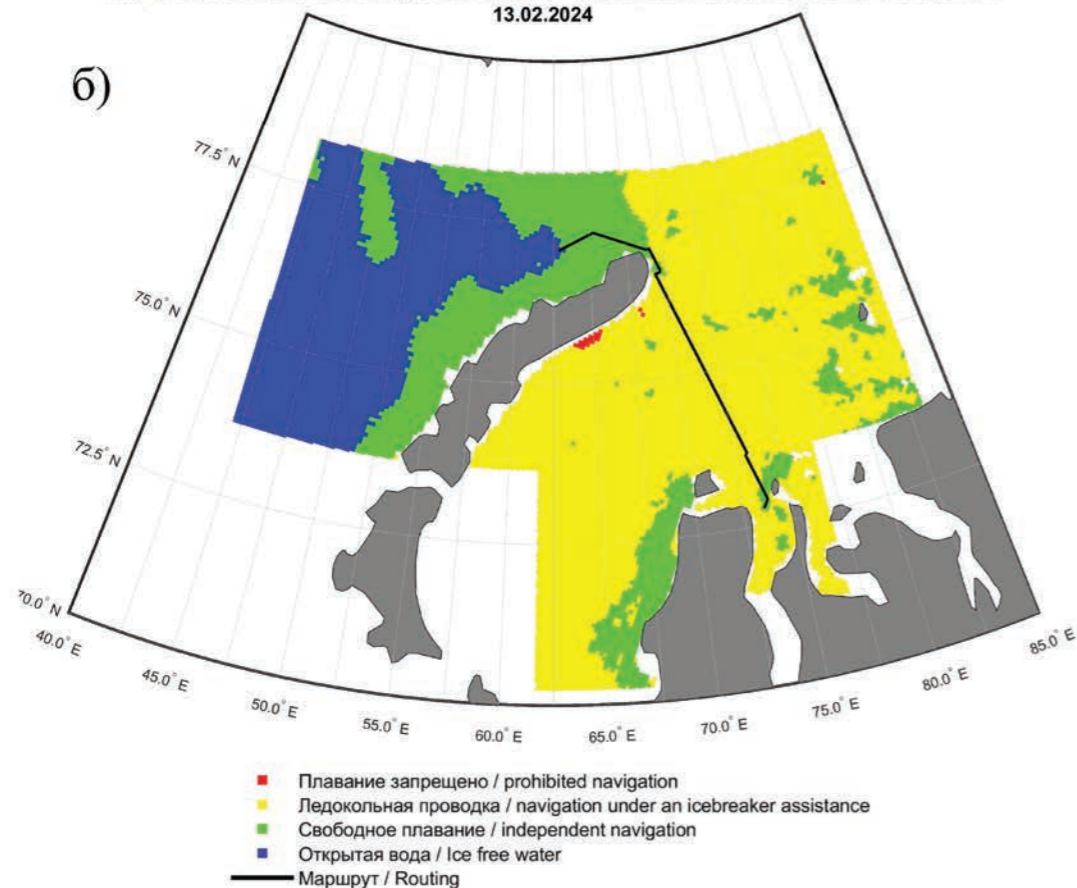 13.02.2024
б)
77.5° N
75.0° N
72.5° N
70.0° N
40.0° E
45.0° E
50.0° E
55.0° E
60.0° E
65.0° E
70.0° E
75.0° E
80.0° E
85.0° E
Плавание запрещено / prohibited navigation
Ледокольная проводка / navigation under an icebreaker assistance
Свободное плавание / independent navigation
Открытая вода / Ice free water
Маршрут / Routing